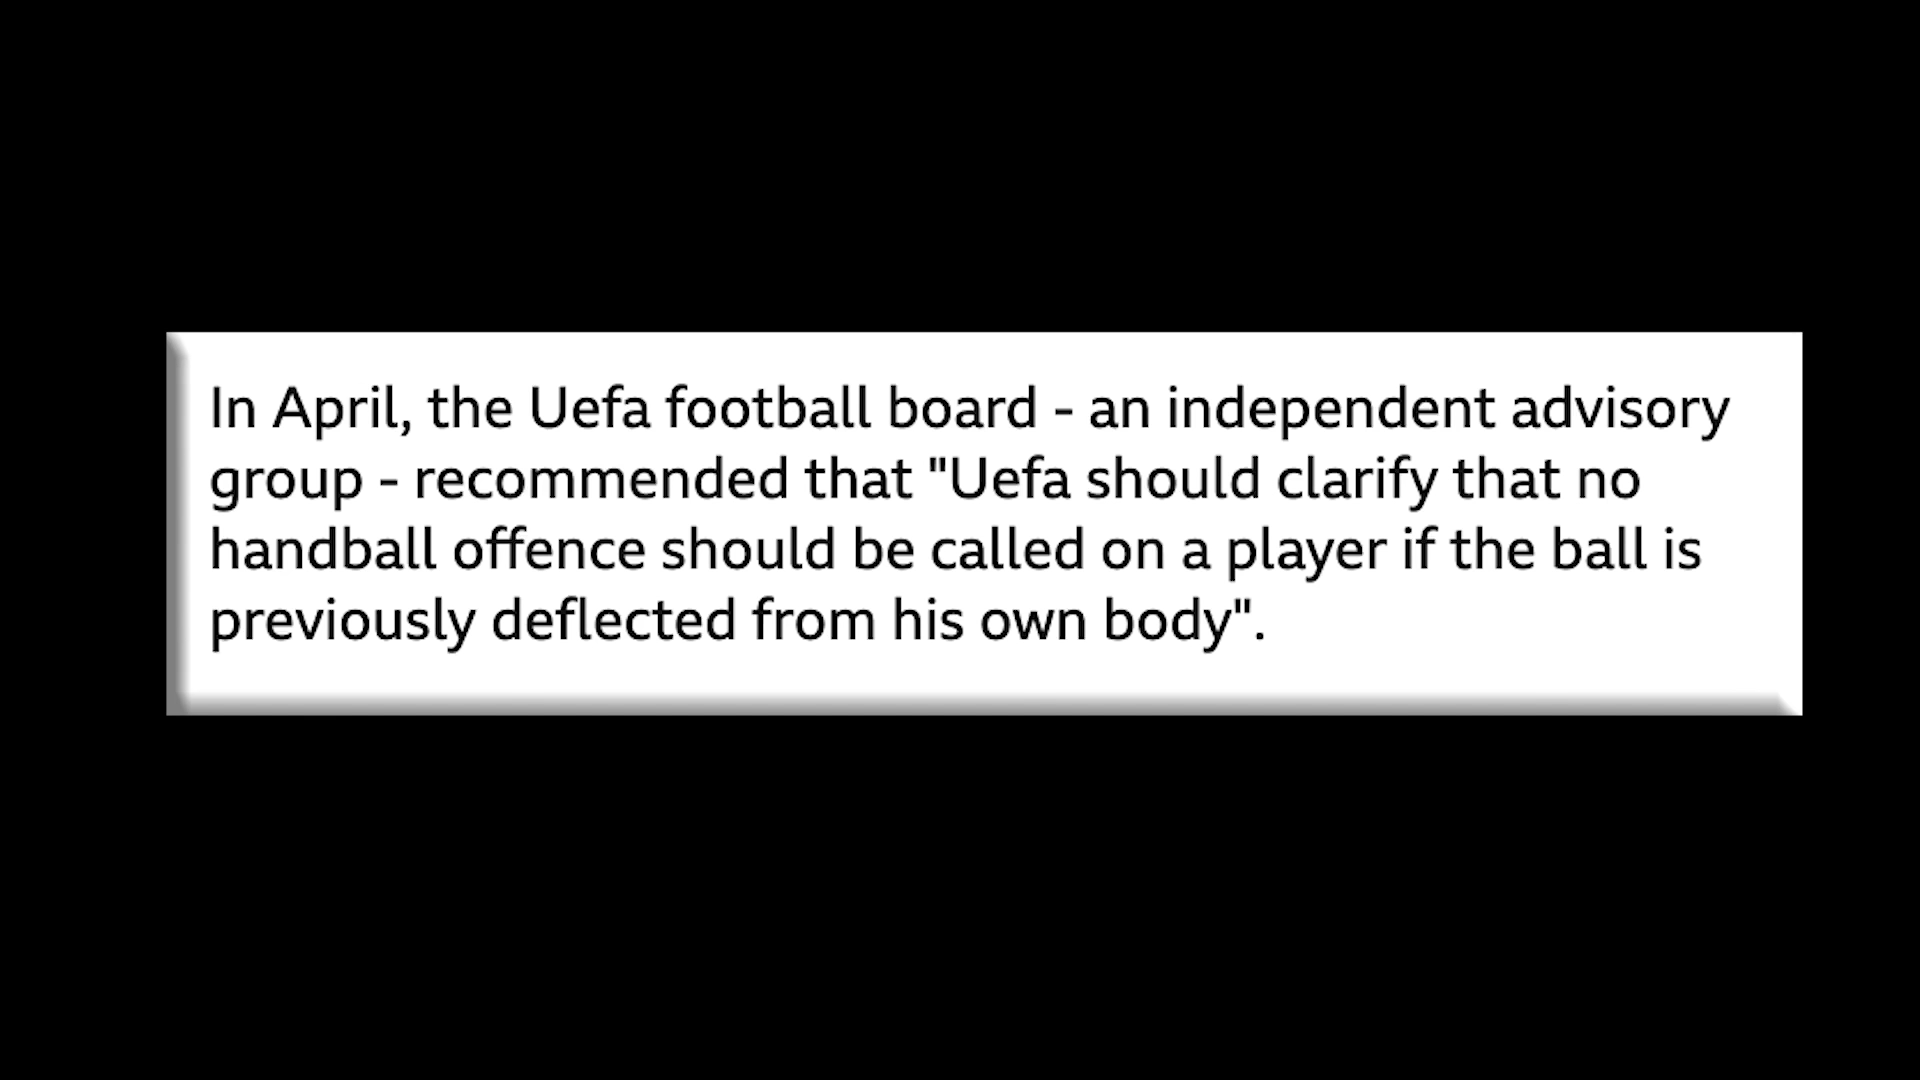 In April, the Uefa football board - an independent advisory
group - recommended that "Uefa should clarify that no
handball offence should be called on a player if the ball is
previously deflected from his own body".